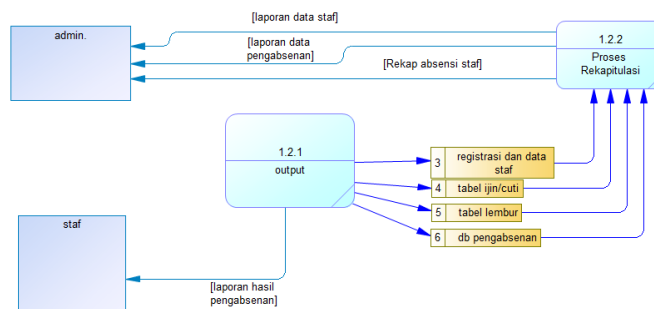 [laporan data staf]
admin.
[laporan data
pengabsenan]
[Rekap absensi staf]
1.2.2
Proses
Rekapitulasi
1.2.1
output
3 registrasi dan data
staf
4 tabel ijin/cuti
5 tabel lembur
6 db pengabsenan
staf
[laporan hasil
pengabsenan]